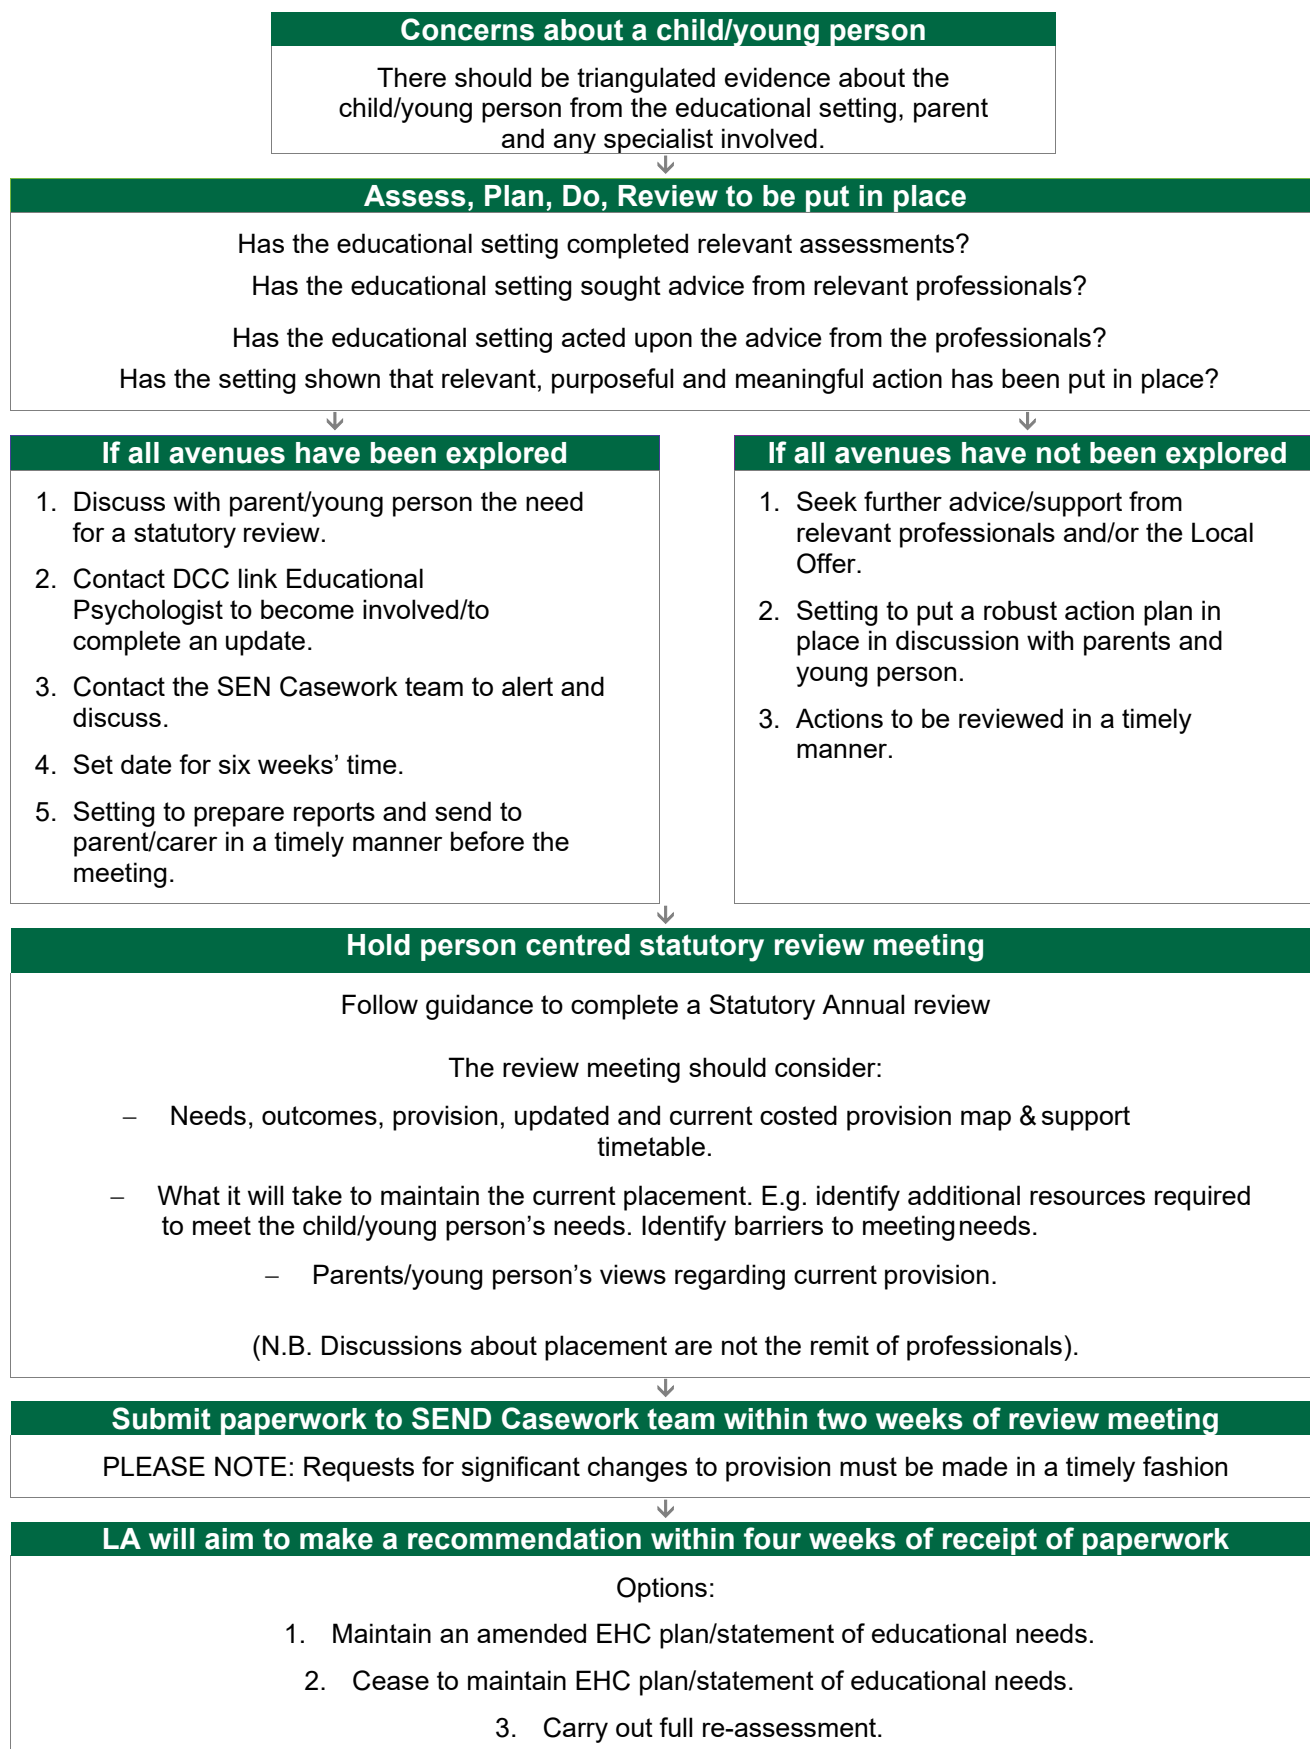 Concerns about a child/young person
There should be triangulated evidence about the
child/young person from the educational setting, parent
and any specialist involved.
Assess, Plan, Do, Review to be put in place
Has the educational setting completed relevant assessments?
Has the educational setting sought advice from relevant professionals?
Has the educational setting acted upon the advice from the professionals?
Has the setting shown that relevant, purposeful and meaningful action has been put in place?
If all avenues have been explored
1. Discuss with parent/young person the need
for a statutory review.
2. Contact DCC link Educational
Psychologist to become involved/to
complete an update.
3. Contact the SEN Casework team to alert and
discuss.
4. Set date for six weeks' time.
5. Setting to prepare reports and send to
parent/carer in a timely manner before the
meeting.
If all avenues have not been explored
1. Seek further advice/support from
relevant professionals and/or the Local
Offer.
2. Setting to put a robust action plan in
place in discussion with parents and
young person.
3. Actions to be reviewed in a timely
manner.
Hold person centred statutory review meeting
Follow guidance to complete a Statutory Annual review
The review meeting should consider:
– Needs, outcomes, provision, updated and current costed provision map & support
timetable.
– What it will take to maintain the current placement. E.g. identify additional resources required
to meet the child/young person's needs. Identify barriers to meeting needs.
– Parents/young person's views regarding current provision.
(N.B. Discussions about placement are not the remit of professionals).
Submit paperwork to SEND Casework team within two weeks of review meeting
PLEASE NOTE: Requests for significant changes to provision must be made in a timely fashion
LA will aim to make a recommendation within four weeks of receipt of paperwork
Options:
1. Maintain an amended EHC plan/statement of educational needs.
2. Cease to maintain EHC plan/statement of educational needs.
3. Carry out full re-assessment.